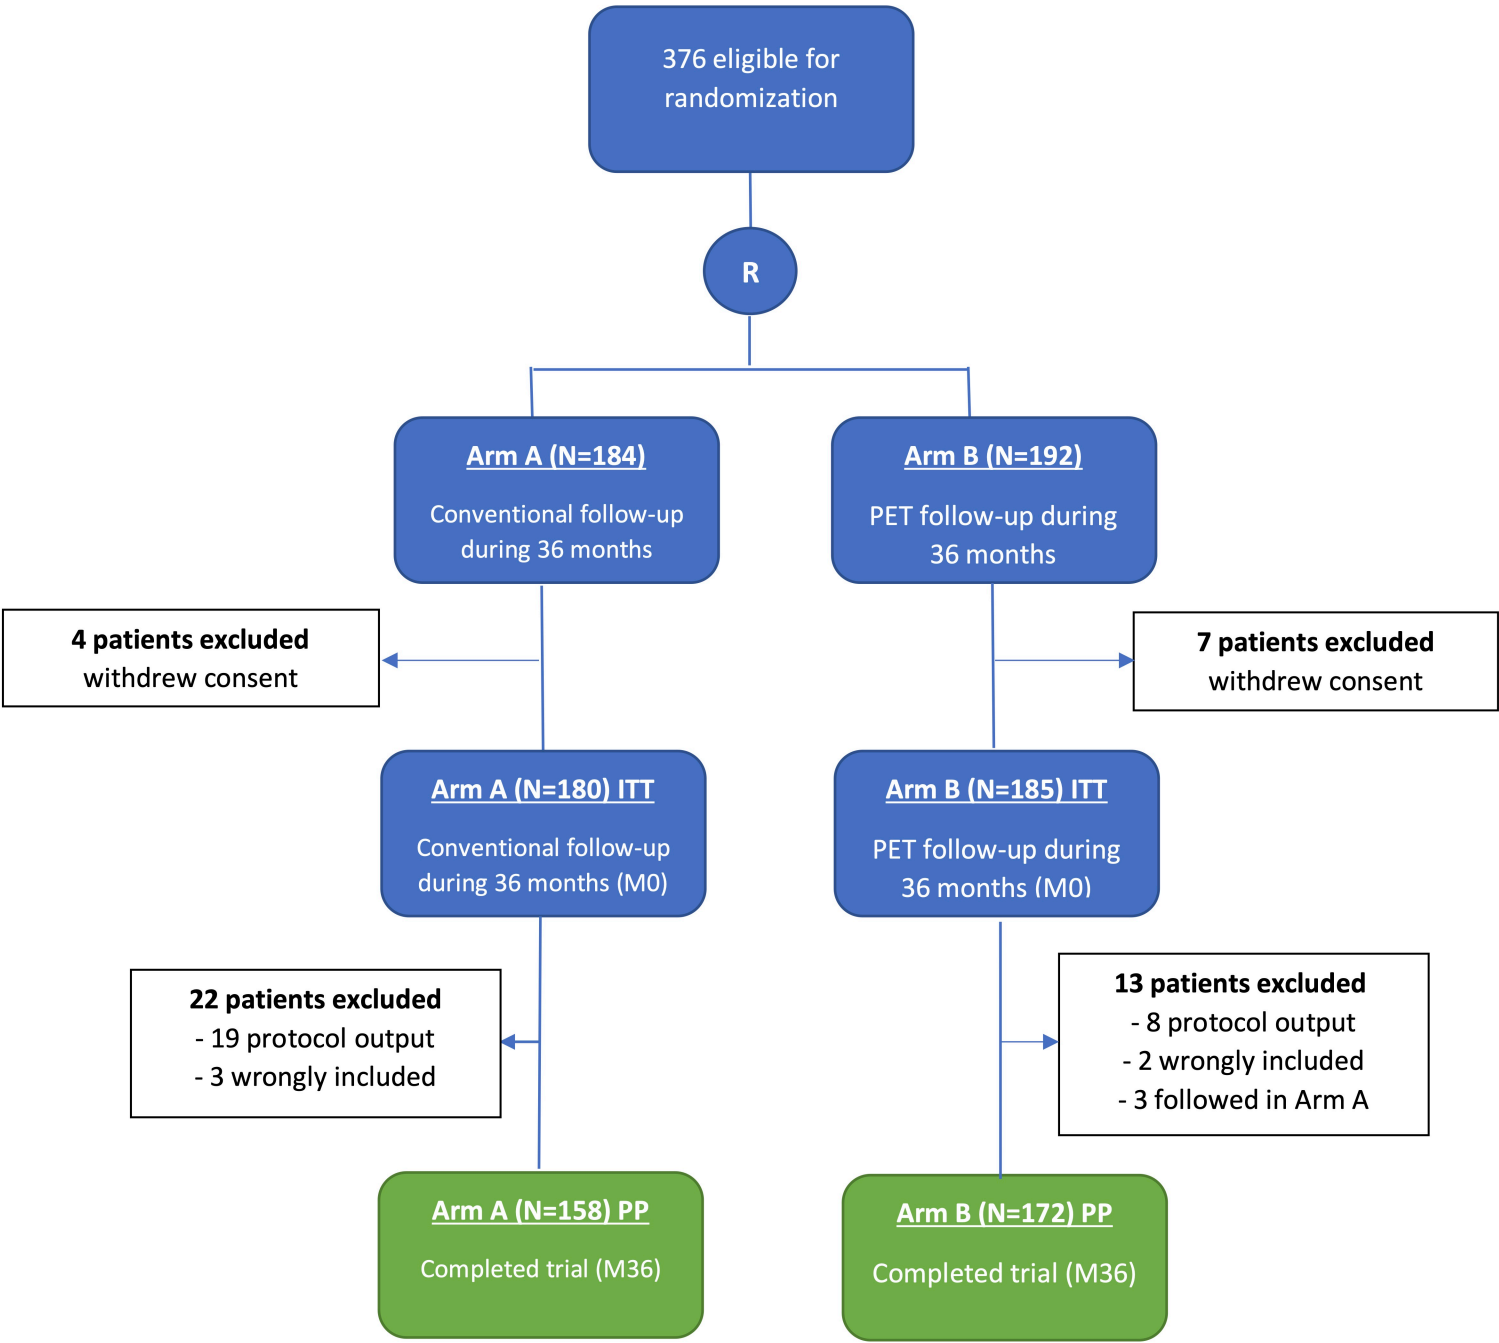 376 eligible for
randomization
R
Arm A (N=184)
Conventional follow-up
during 36 months
Arm B (N=192)
PET follow-up during
36 months
4 patients excluded
withdrew consent
7 patients excluded
withdrew consent
Arm A (N=180) ITT
Conventional follow-up
during 36 months (M0)
Arm B (N=185) ITT
PET follow-up during
36 months (M0)
22 patients excluded
- 19 protocol output
- 3 wrongly included
13 patients excluded
- 8 protocol output
- 2 wrongly included
- 3 followed in Arm A
Arm A (N=158) PP
Completed trial (M36)
Arm B (N=172) PP
Completed trial (M36)